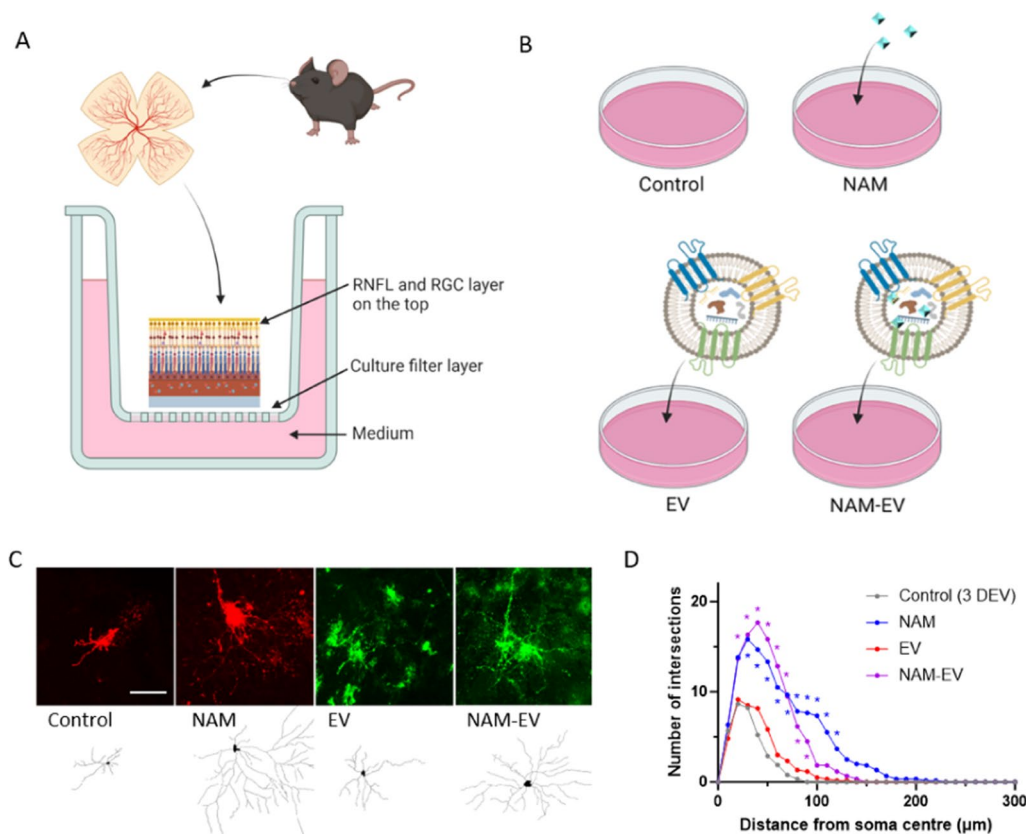 A
RNFL and RGC layer
on the top
Culture filter layer
Medium
B
Control
NAM
EV
NAM-EV
C
Control
NAM
EV
NAM-EV
D
Control (3 DEV)
NAM
EV
NAM-EV
Number of intersections
20
10
0
0
100
200
300
Distance from soma centre (µm)